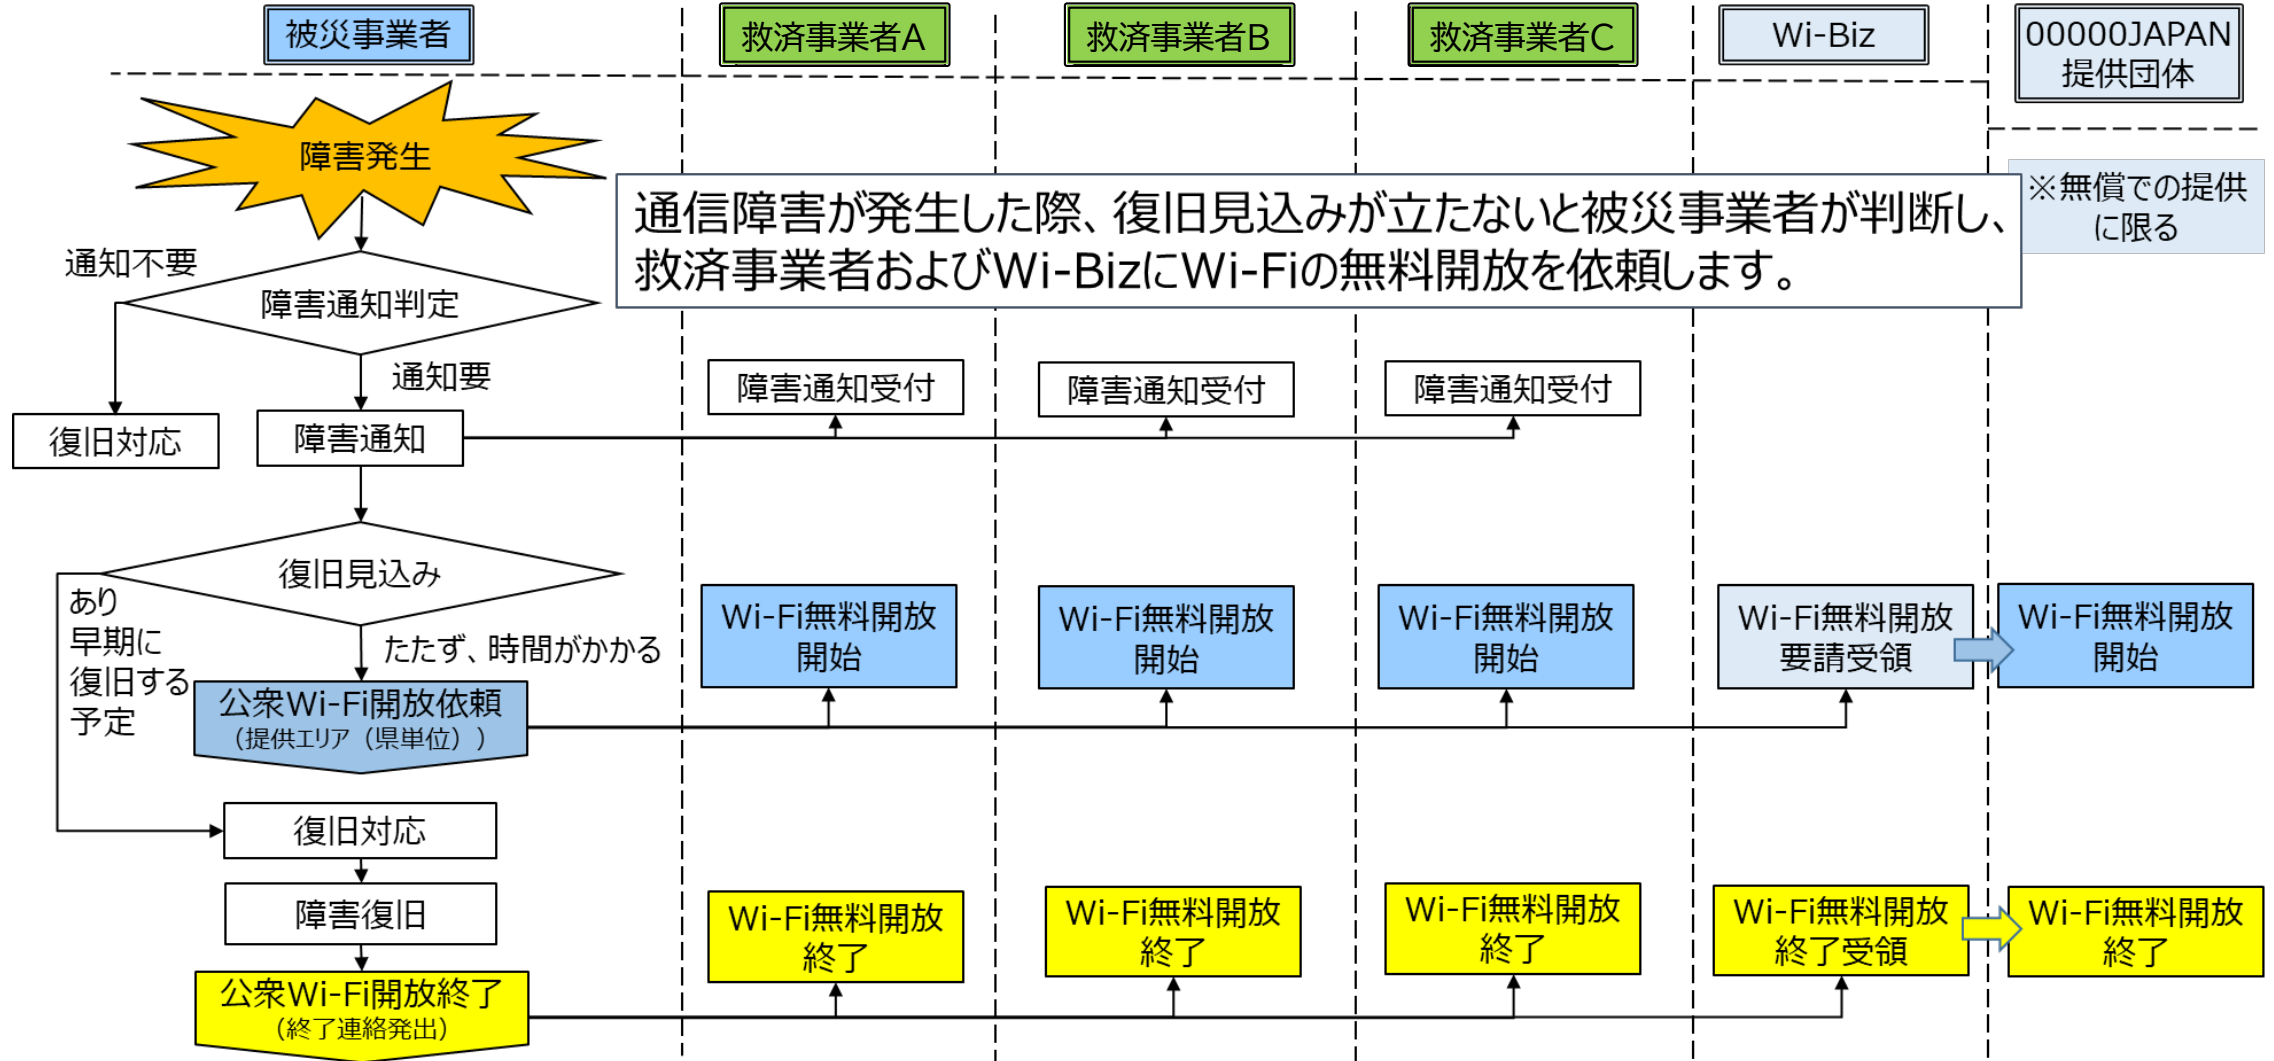 被災事業者
救済事業者A
救済事業者B
救済事業者C
Wi-Biz
00000JAPAN
提供団体
障害発生
※無償での提供
に限る
通信障害が発生した際、復旧見込みが立たないと被災事業者が判断し、
救済事業者およびWi-BizにWi-Fiの無料開放を依頼します。
通知不要
障害通知判定
通知要
障害通知受付
障害通知受付
障害通知受付
復旧対応
障害通知
復旧見込み
あり
早期に
復旧する
予定
たたず、時間がかかる
Wi-Fi無料開放
開始
Wi-Fi無料開放
開始
Wi-Fi無料開放
開始
Wi-Fi無料開放
要請受領
Wi-Fi無料開放
開始
公衆Wi-Fi開放依頼
（提供エリア（県単位））
復旧対応
障害復旧
Wi-Fi無料開放
終了
Wi-Fi無料開放
終了
Wi-Fi無料開放
終了
Wi-Fi無料開放
終了受領
Wi-Fi無料開放
終了
公衆Wi-Fi開放終了
（終了連絡発出）